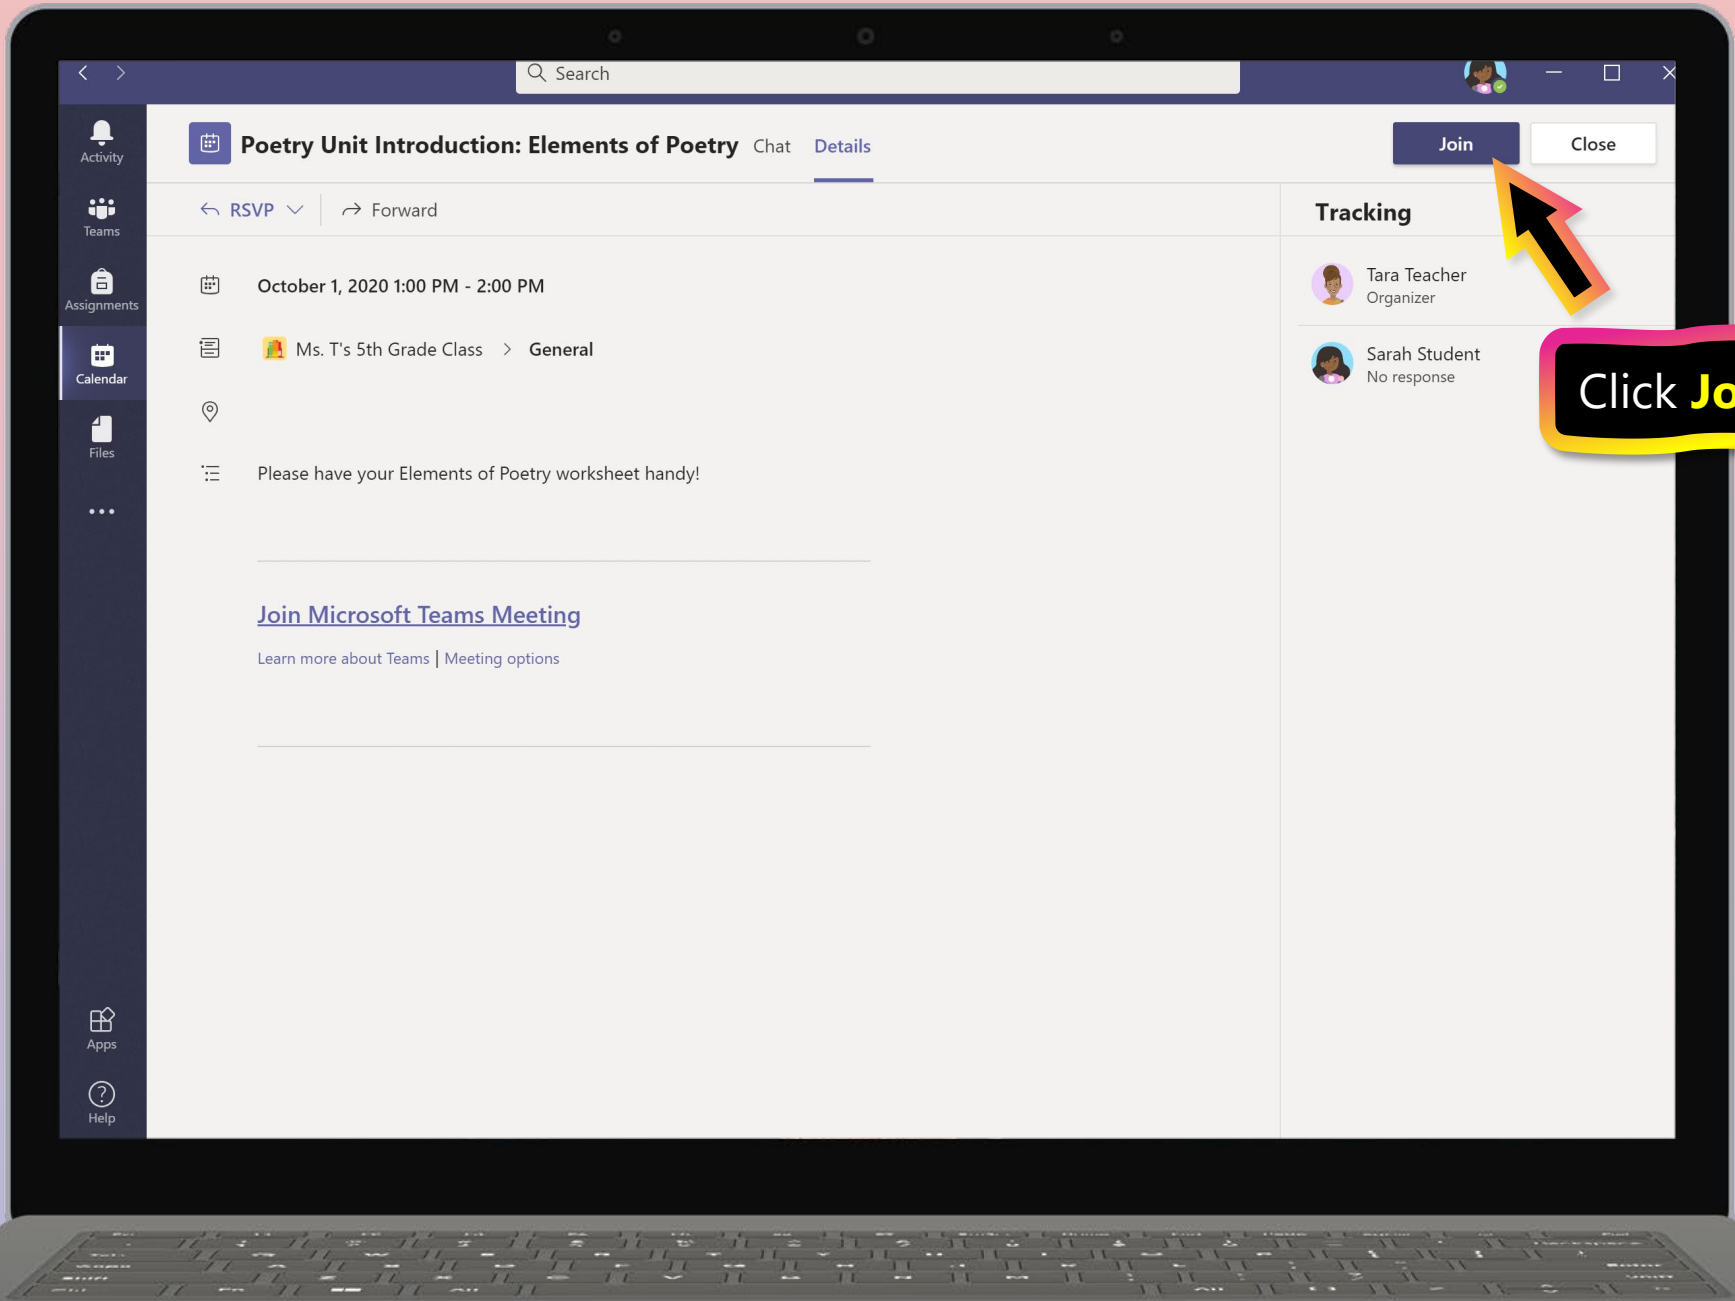 Search
Activity
Teams
Assignments
Calendar
Files
Apps
Help
Poetry Unit Introduction: Elements of Poetry Chat Details
Join Close
RSVP Forward
October 1, 2020 1:00 PM - 2:00 PM
Ms. T's 5th Grade Class > General
Please have your Elements of Poetry worksheet handy!
Join Microsoft Teams Meeting
Learn more about Teams | Meeting options
Tracking
Tara Teacher
Organizer
Sarah Student
No response
Click Jo